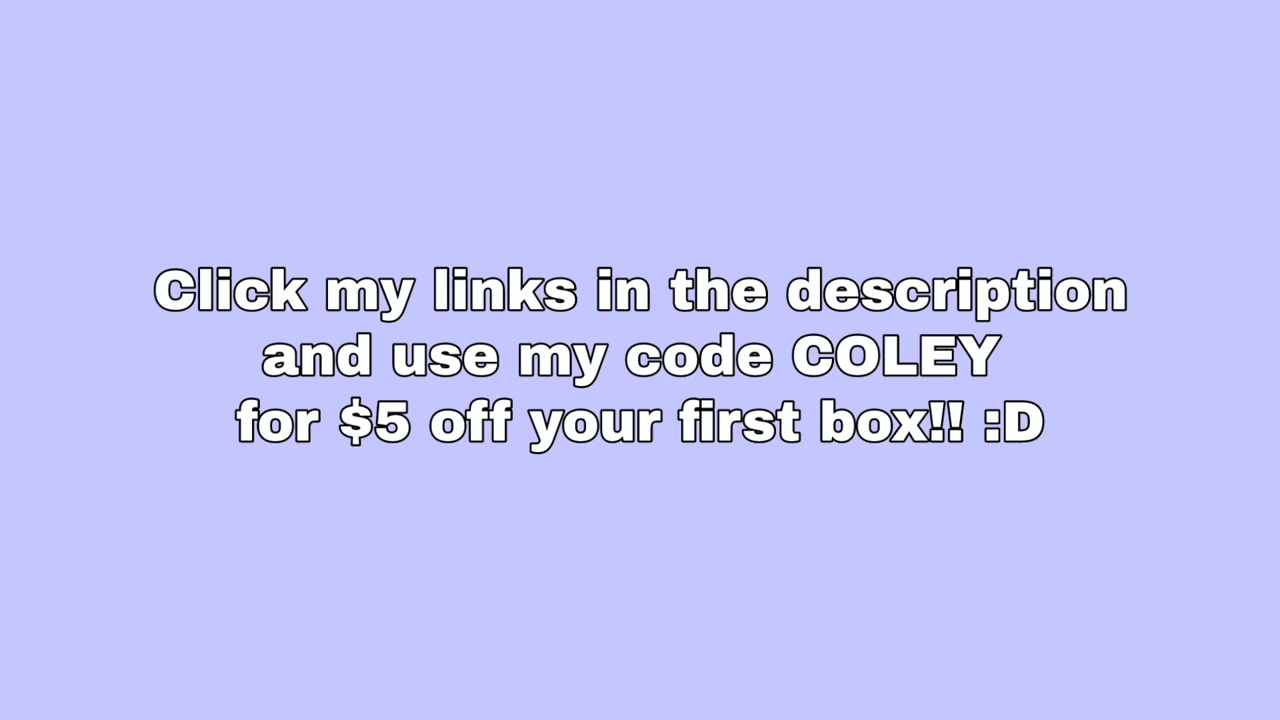 Click my links in the description
and use my code COLEY
for $5 off your first box!! :D